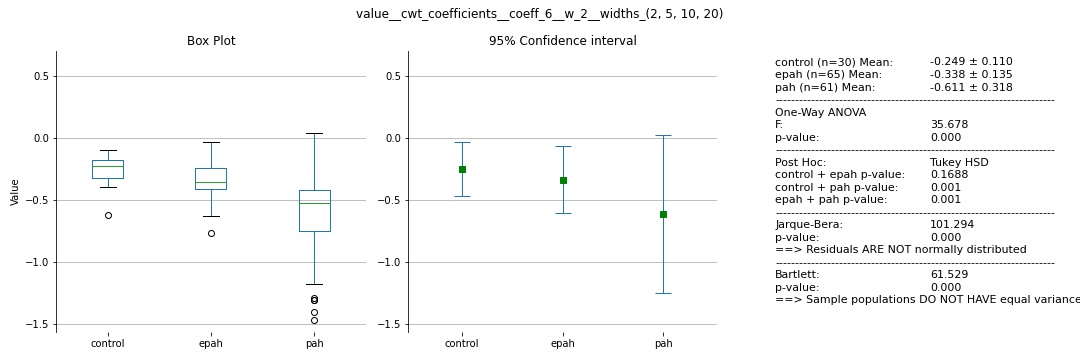 value__cwt_coefficients__coeff_6__w_2__widths_(2, 5, 10, 20)
Box Plot
Value
0.5
0.0
−0.5
−1.0
−1.5
control
epah
pah
95% Confidence interval
0.5
0.0
−0.5
−1.0
−1.5
control
epah
pah
control (n=30) Mean: -0.249 ± 0.110
epah (n=65) Mean: -0.338 ± 0.135
pah (n=61) Mean: -0.611 ± 0.318
One-Way ANOVA
F: 35.678
p-value: 0.000
Post Hoc: Tukey HSD
control + epah p-value: 0.1688
control + pah p-value: 0.001
epah + pah p-value: 0.001
Jarque-Bera: 101.294
p-value: 0.000
==> Residuals ARE NOT normally distributed
Bartlett: 61.529
p-value: 0.000
==> Sample populations DO NOT HAVE equal variance